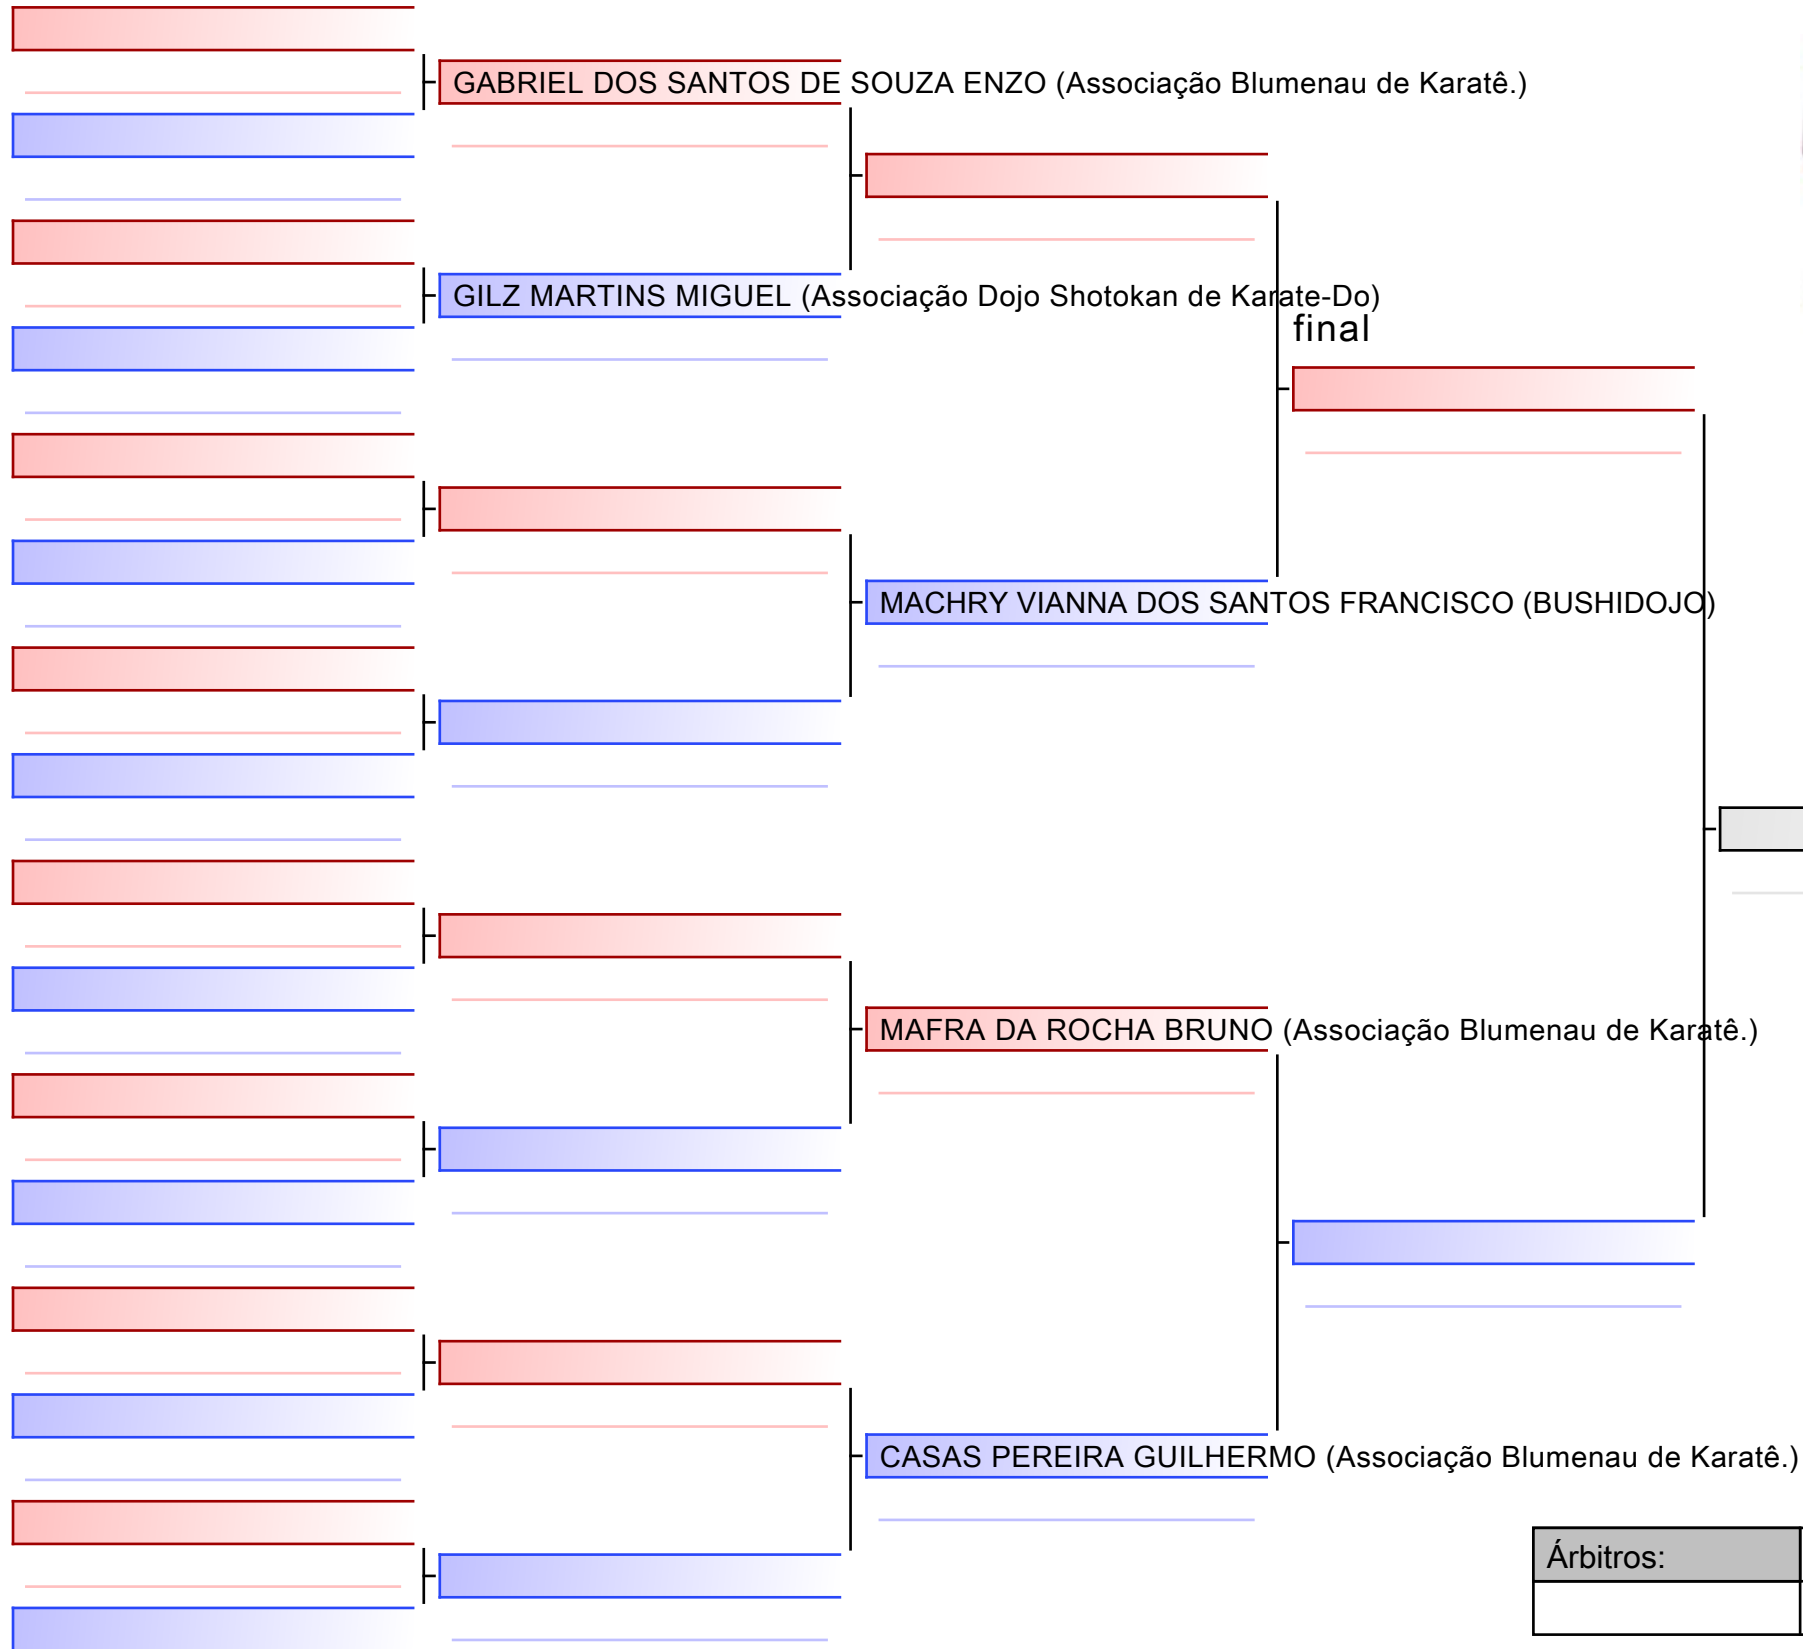 GABRIEL DOS SANTOS DE SOUZA ENZO (Associação Blumenau de Karatê.)
GILZ MARTINS MIGUEL (Associação Dojo Shotokan de Karate-Do)
final
MACHRY VIANNA DOS SANTOS FRANCISCO (BUSHIDOJO)
MAFRA DA ROCHA BRUNO (Associação Blumenau de Karatê.)
CASAS PEREIRA GUILHERMO (Associação Blumenau de Karatê.)
Árbitros: